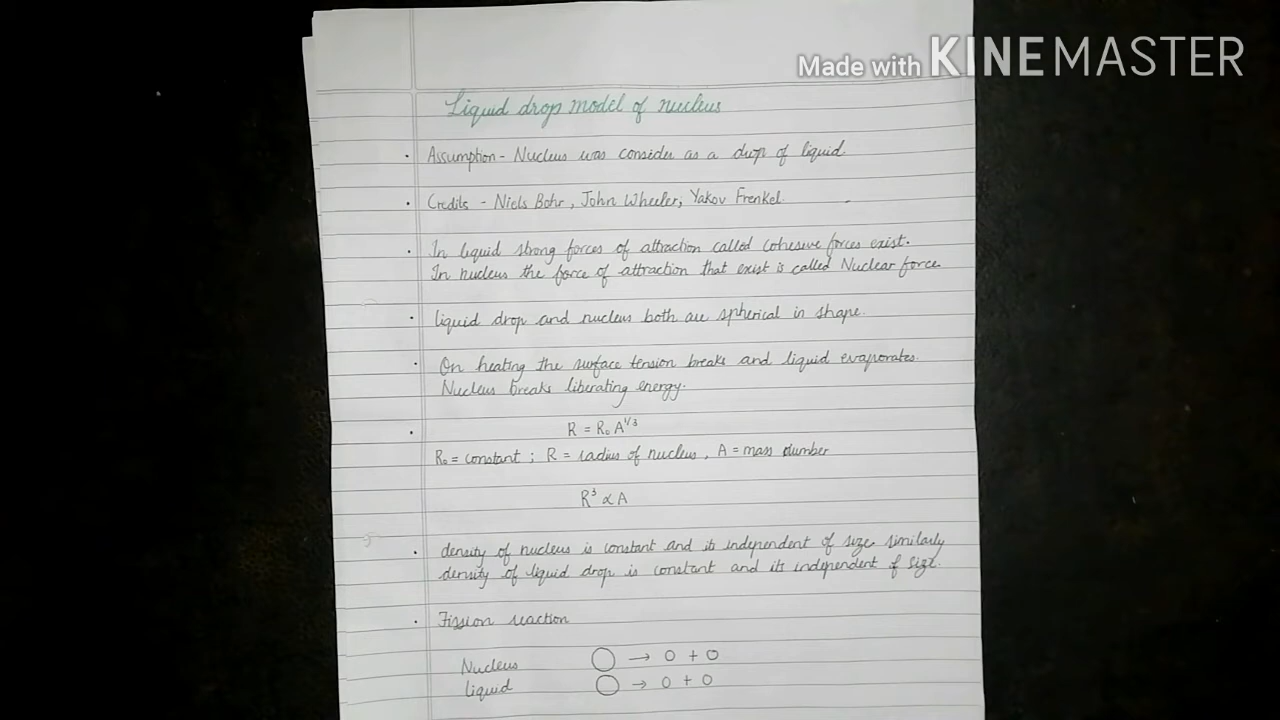 Made with KINEMASTER
Liquid drop model of nucleus
• Assumption - Nucleus was consider as a drop of liquid.
• Credits - Niels Bohr, John Wheeler, Yakov Frenkel.
• In liquid strong forces of attraction called cohesive forces exist.
In nucleus the force of attraction that exist is called Nuclear force.
• liquid drop and nucleus both are spherical in shape.
• On heating the surface tension breaks and liquid evaporates.
Nucleus breaks liberating energy.
• R = R₀ A^1/3
R₀ = constant ; R = radius of nucleus, A = mass number
R³ ∝ A
• density of nucleus is constant and its independent of size similarly
density of liquid drop is constant and its independent of size.
• Fission reaction
Nucleus ◯ → O + O
liquid ◯ → O + O